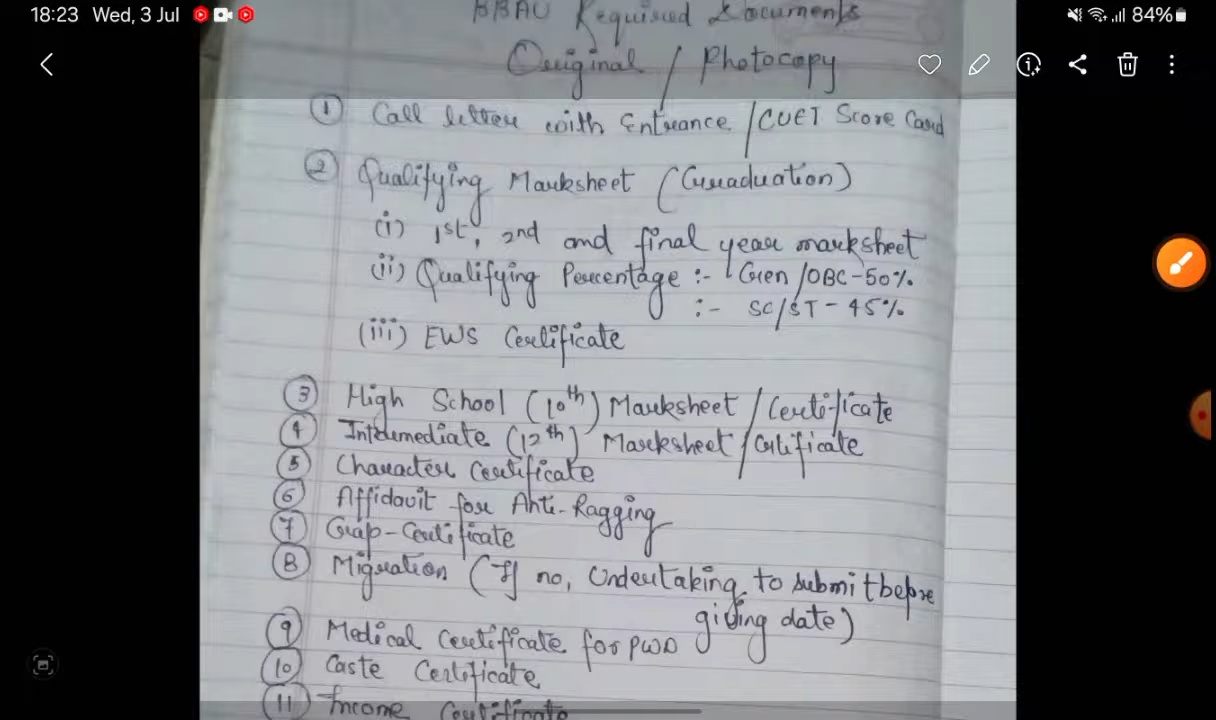 18:23 Wed, 3 Jul
84%
BBAU Required Documents
Original / Photocopy
① Call letter with Entrance / CUET Score Card
② Qualifying Marksheet (Graduation)
(i) 1st, 2nd and final year marksheet
(ii) Qualifying Percentage :- Gen/OBC-50%
:- SC/ST - 45%
(iii) EWS Certificate
③ High School (10th) Marksheet / Certificate
④ Intermediate (12th) Marksheet / Certificate
⑤ Character Certificate
⑥ Affidavit for Anti-Ragging
⑦ Gap-Certificate
⑧ Migration (If no, Undertaking to submit before
giving date)
⑨ Medical Certificate for PWD
⑩ Caste Certificate
⑪ Income Certificate